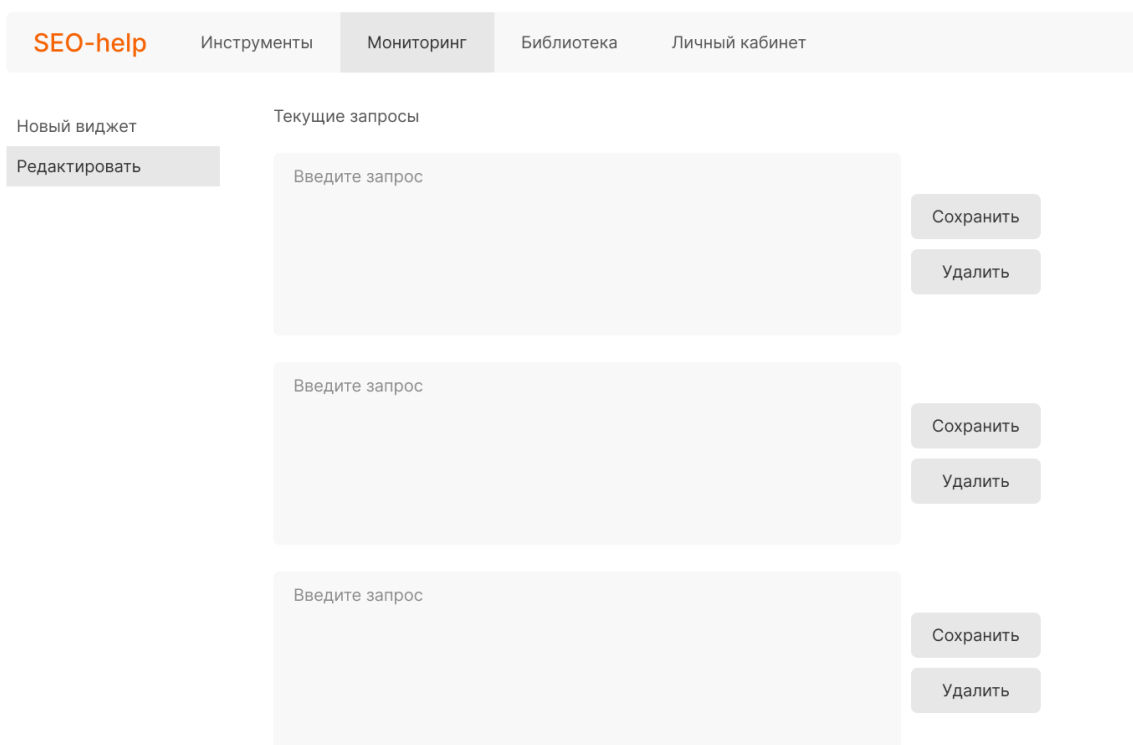 SEO-help Инструменты Мониторинг Библиотека Личный кабинет
Новый виджет
Редактировать
Текущие запросы
Введите запрос
Сохранить
Удалить
Введите запрос
Сохранить
Удалить
Введите запрос
Сохранить
Удалить